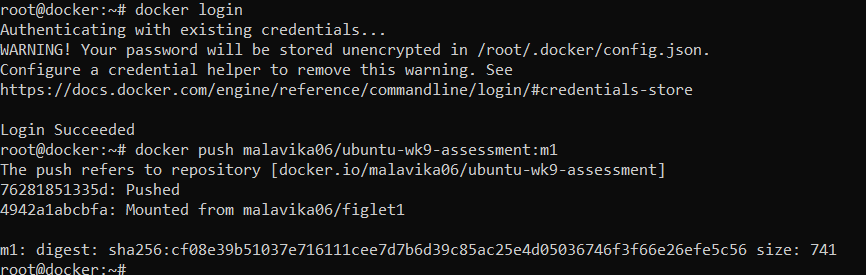 root@docker:~# docker login
Authenticating with existing credentials...
WARNING! Your password will be stored unencrypted in /root/.docker/config.json.
Configure a credential helper to remove this warning. See
https://docs.docker.com/engine/reference/commandline/login/#credentials-store
Login Succeeded
root@docker:~# docker push malavika06/ubuntu-wk9-assessment:m1
The push refers to repository [docker.io/malavika06/ubuntu-wk9-assessment]
76281851335d: Pushed
4942a1abcbfa: Mounted from malavika06/figlet1
m1: digest: sha256:cf08e39b51037e716111cee7d7b6d39c85ac25e4d05036746f3f66e26efe5c56 size: 741
root@docker:~#